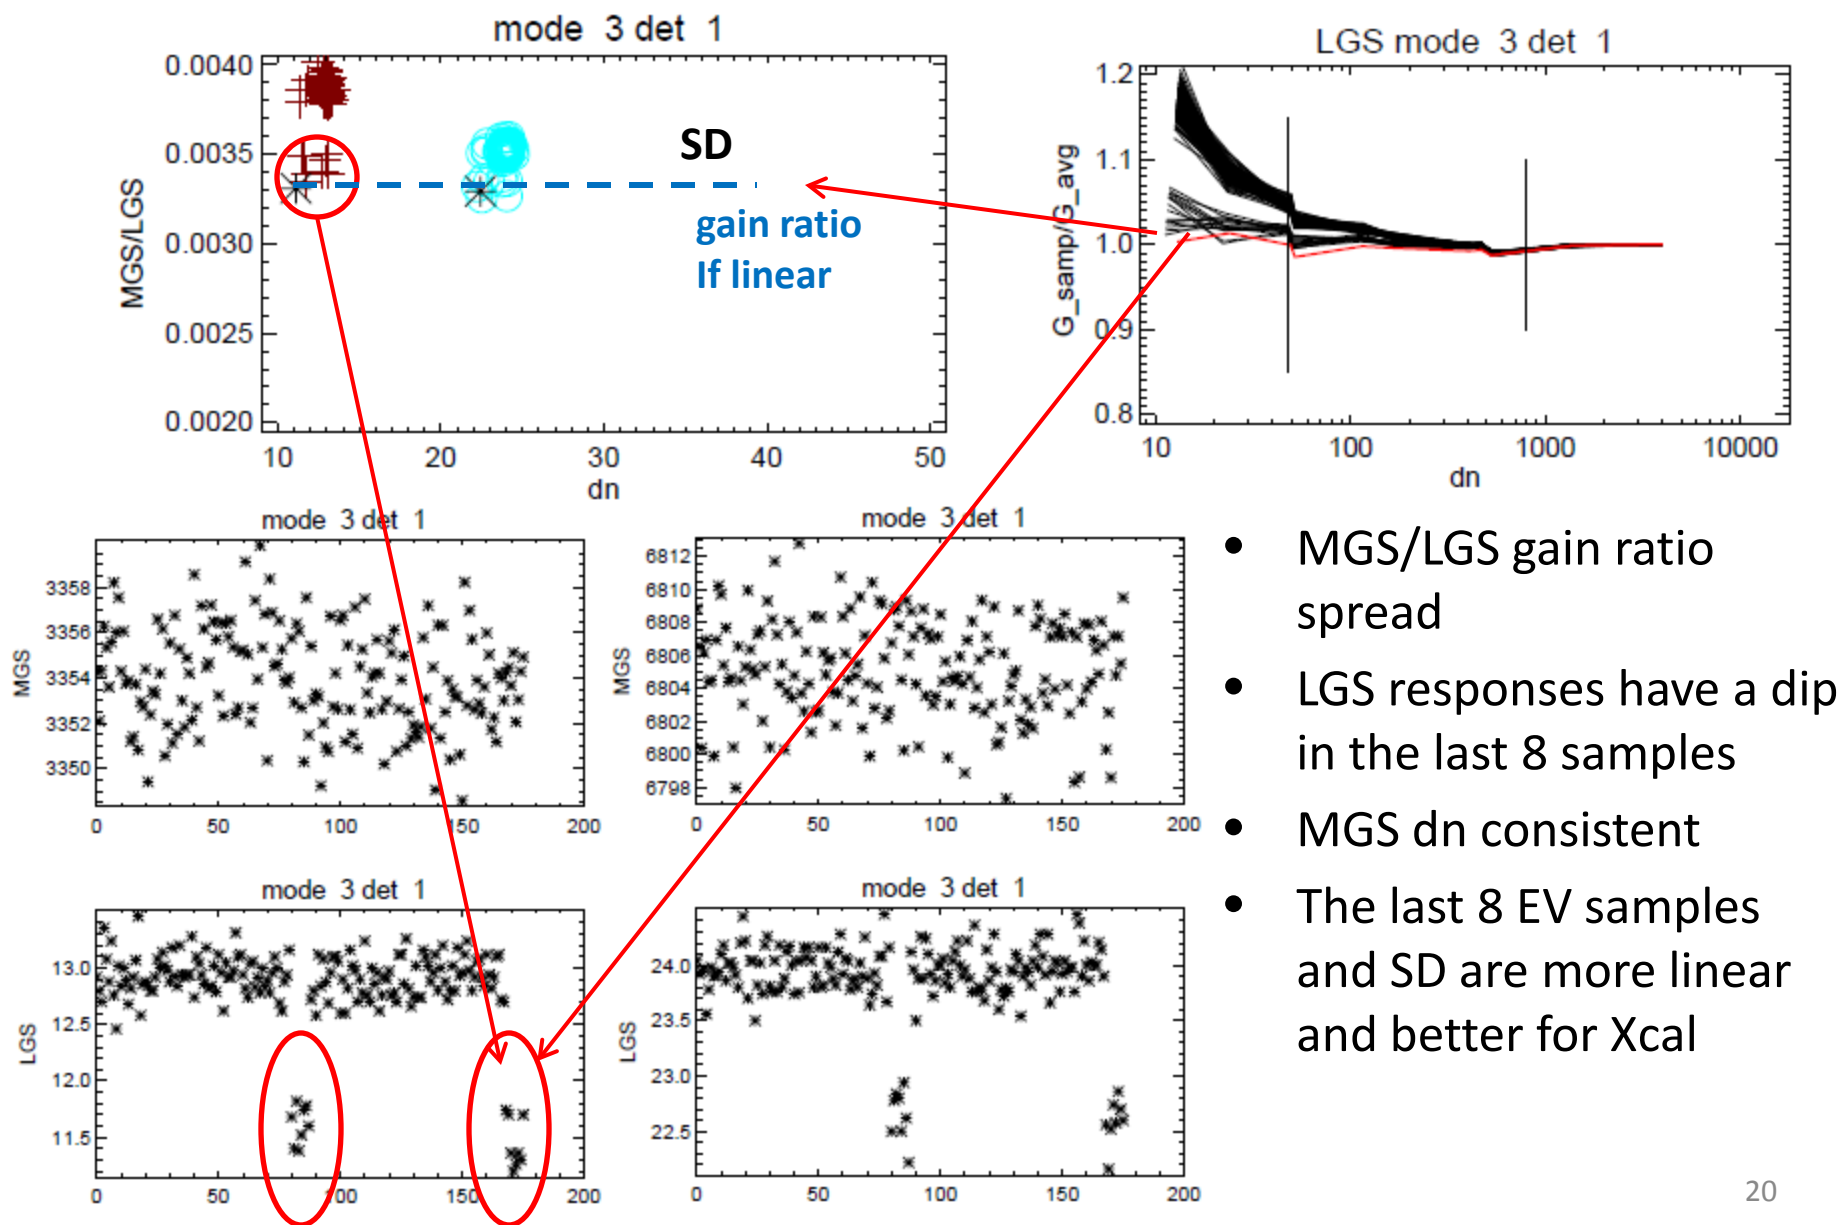 mode 3 det 1
0.0040
0.0035
0.0030
0.0025
0.0020
MGS/LGS
10 20 30 40 50
dn
SD
gain ratio
If linear
LGS mode 3 det 1
1.2
1.1
1.0
0.9
0.8
G_samp/G_avg
10 100 1000 10000
dn
mode 3 det 1
3358
3356
3354
3352
3350
MGS
0 50 100 150 200
mode 3 det 1
6812
6810
6808
6806
6804
6802
6800
6798
MGS
0 50 100 150 200
mode 3 det 1
13.0
12.5
12.0
11.5
LGS
0 50 100 150 200
mode 3 det 1
24.0
23.5
23.0
22.5
LGS
0 50 100 150 200
• MGS/LGS gain ratio
spread
• LGS responses have a dip
in the last 8 samples
• MGS dn consistent
• The last 8 EV samples
and SD are more linear
and better for Xcal
20